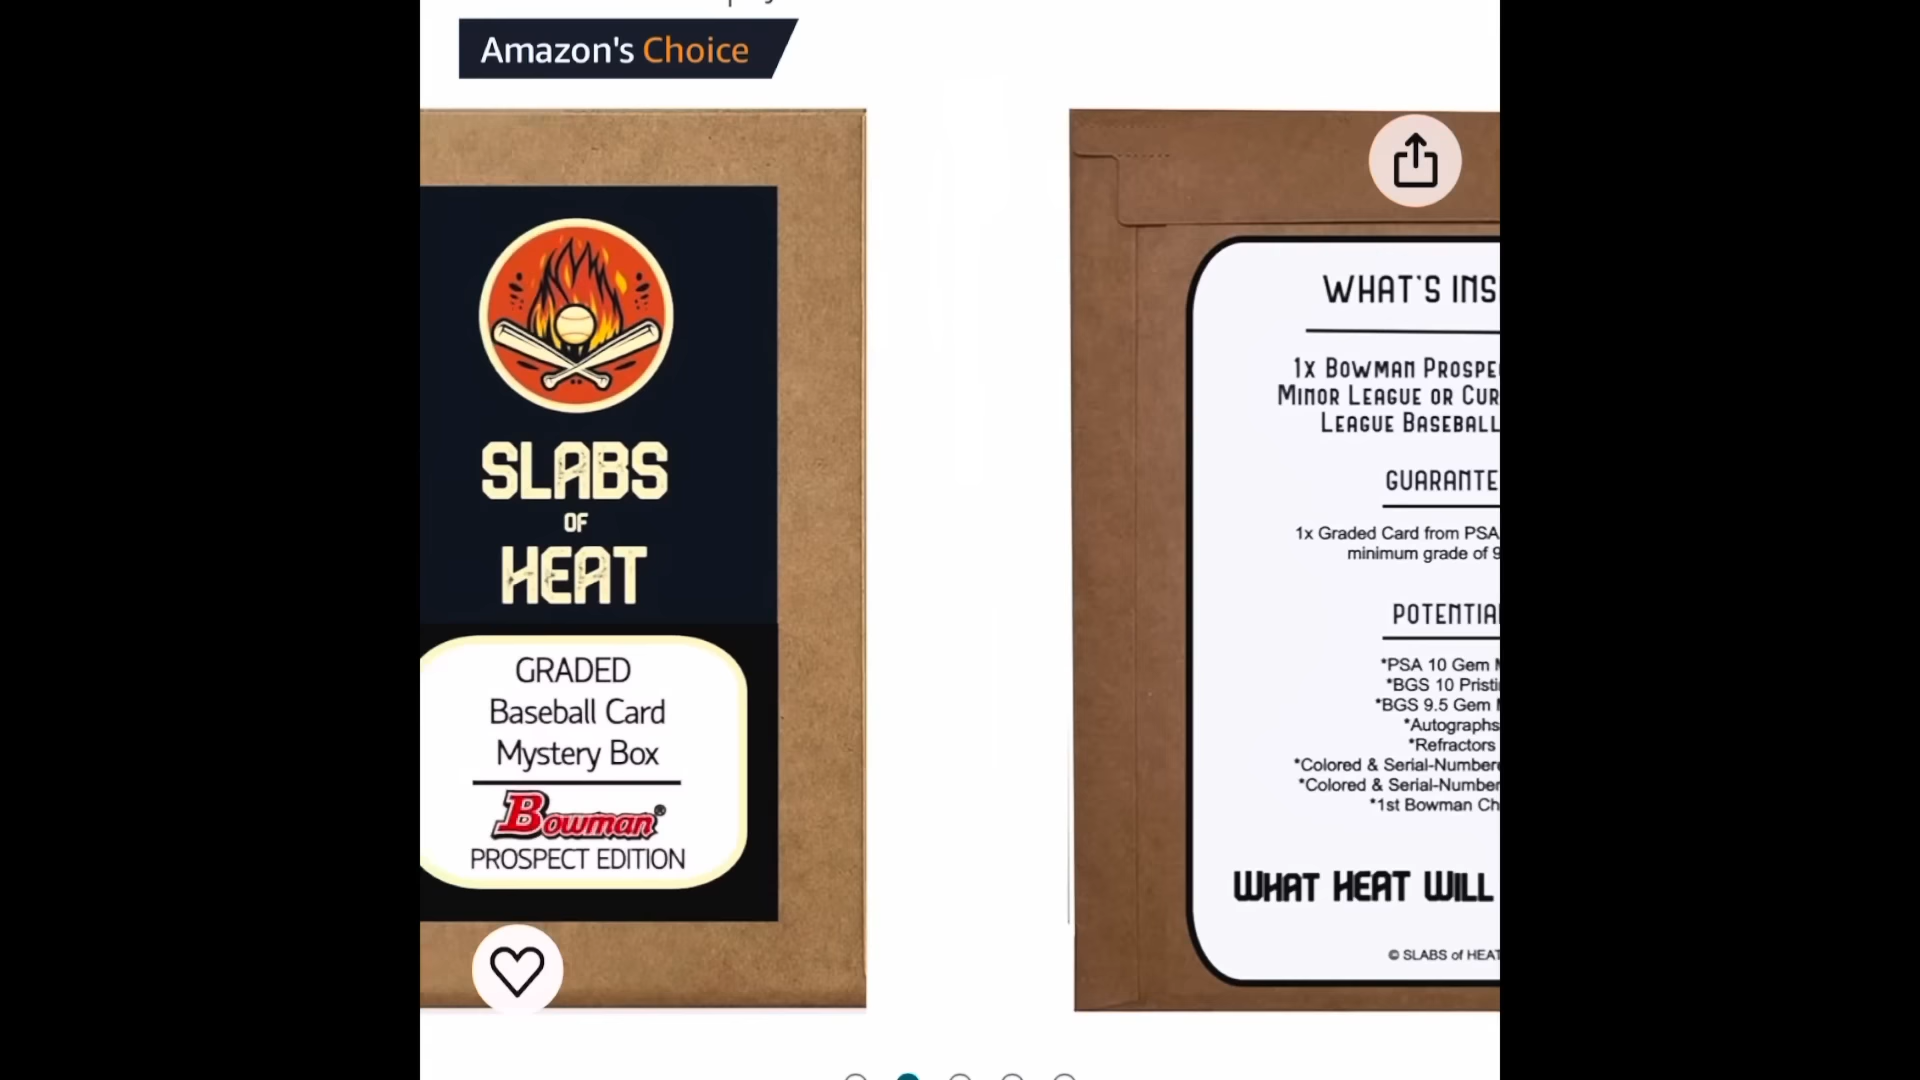 Amazon's Choice
SLABS
OF
HEAT
GRADED
Baseball Card
Mystery Box
Bowman®
PROSPECT EDITION
WHAT'S INS
1x BOWMAN PROSPE
MINOR LEAGUE OR CUR
LEAGUE BASEBALL
GUARANTE
1x Graded Card from PSA
minimum grade of 9
POTENTIA
*PSA 10 Gem
*BGS 10 Pristi
*BGS 9.5 Gem
*Autographs
*Refractors
*Colored & Serial-Numbere
*Colored & Serial-Number
*1st Bowman Ch
WHAT HEAT WILL
© SLABS of HEAT